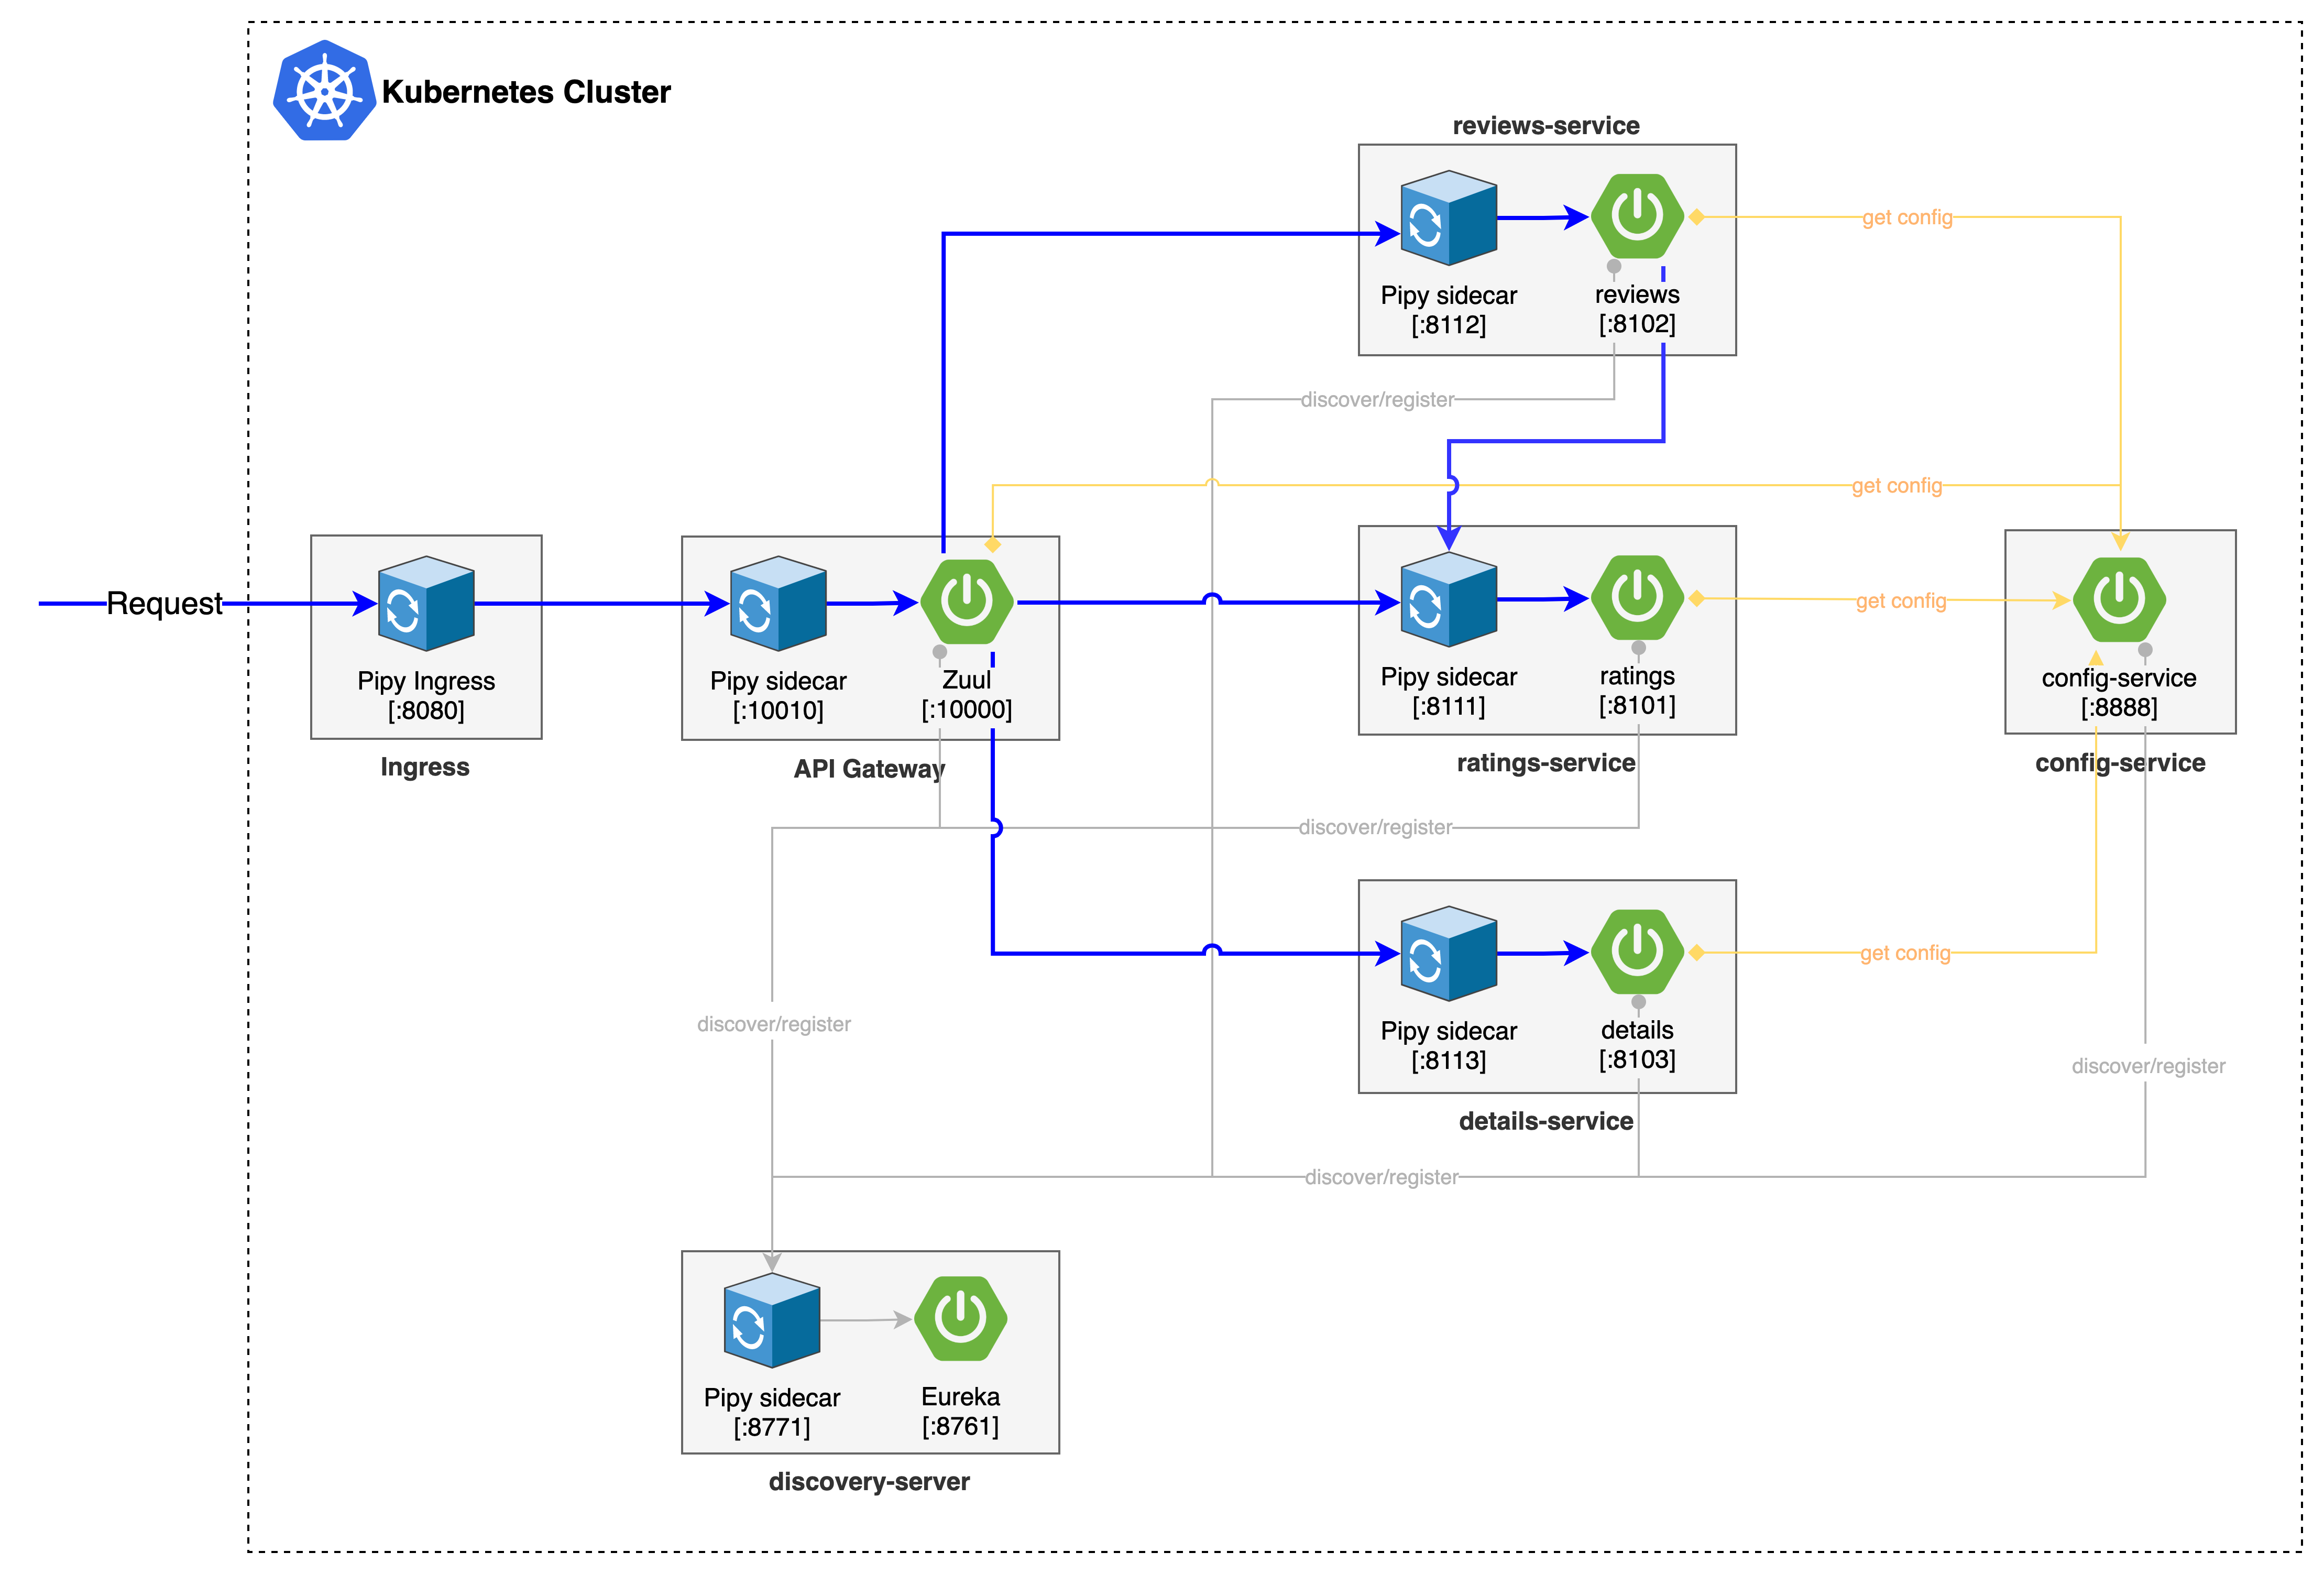 Kubernetes Cluster
reviews-service
Pipy sidecar
[:8112]
reviews
[:8102]
get config
discover/register
get config
Request
Pipy Ingress
[:8080]
Ingress
Pipy sidecar
[:10010]
Zuul
[:10000]
API Gateway
Pipy sidecar
[:8111]
ratings
[:8101]
ratings-service
get config
config-service
[:8888]
config-service
discover/register
Pipy sidecar
[:8113]
details
[:8103]
details-service
get config
discover/register
discover/register
discover/register
Pipy sidecar
[:8771]
Eureka
[:8761]
discovery-server